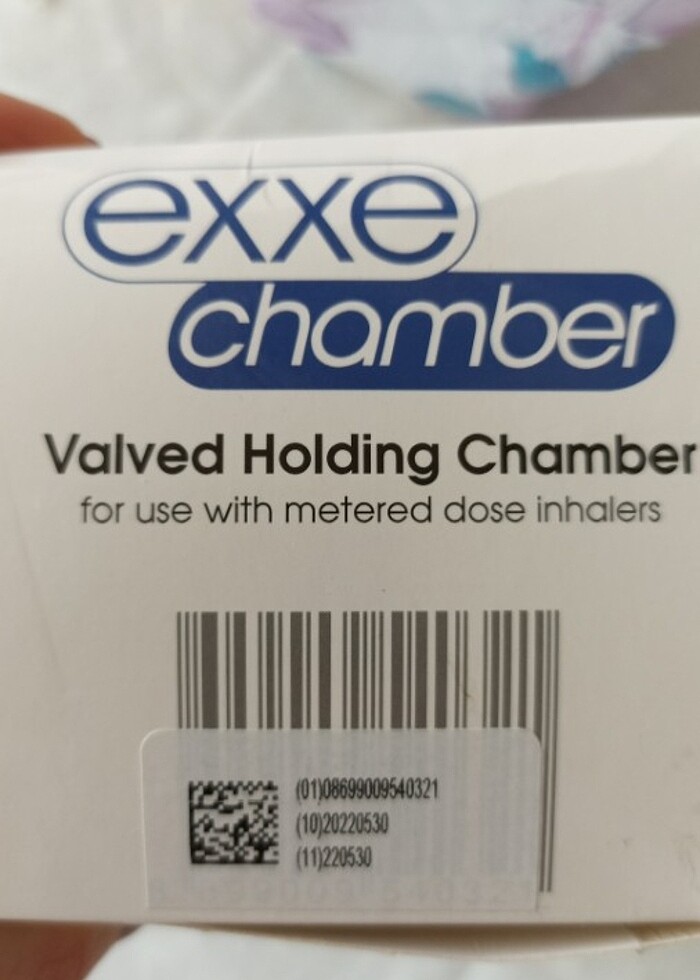 exxe
chamber
Valved Holding Chamber
for use with metered dose inhalers
(01)08699009540321
(10)20220530
(11)220530